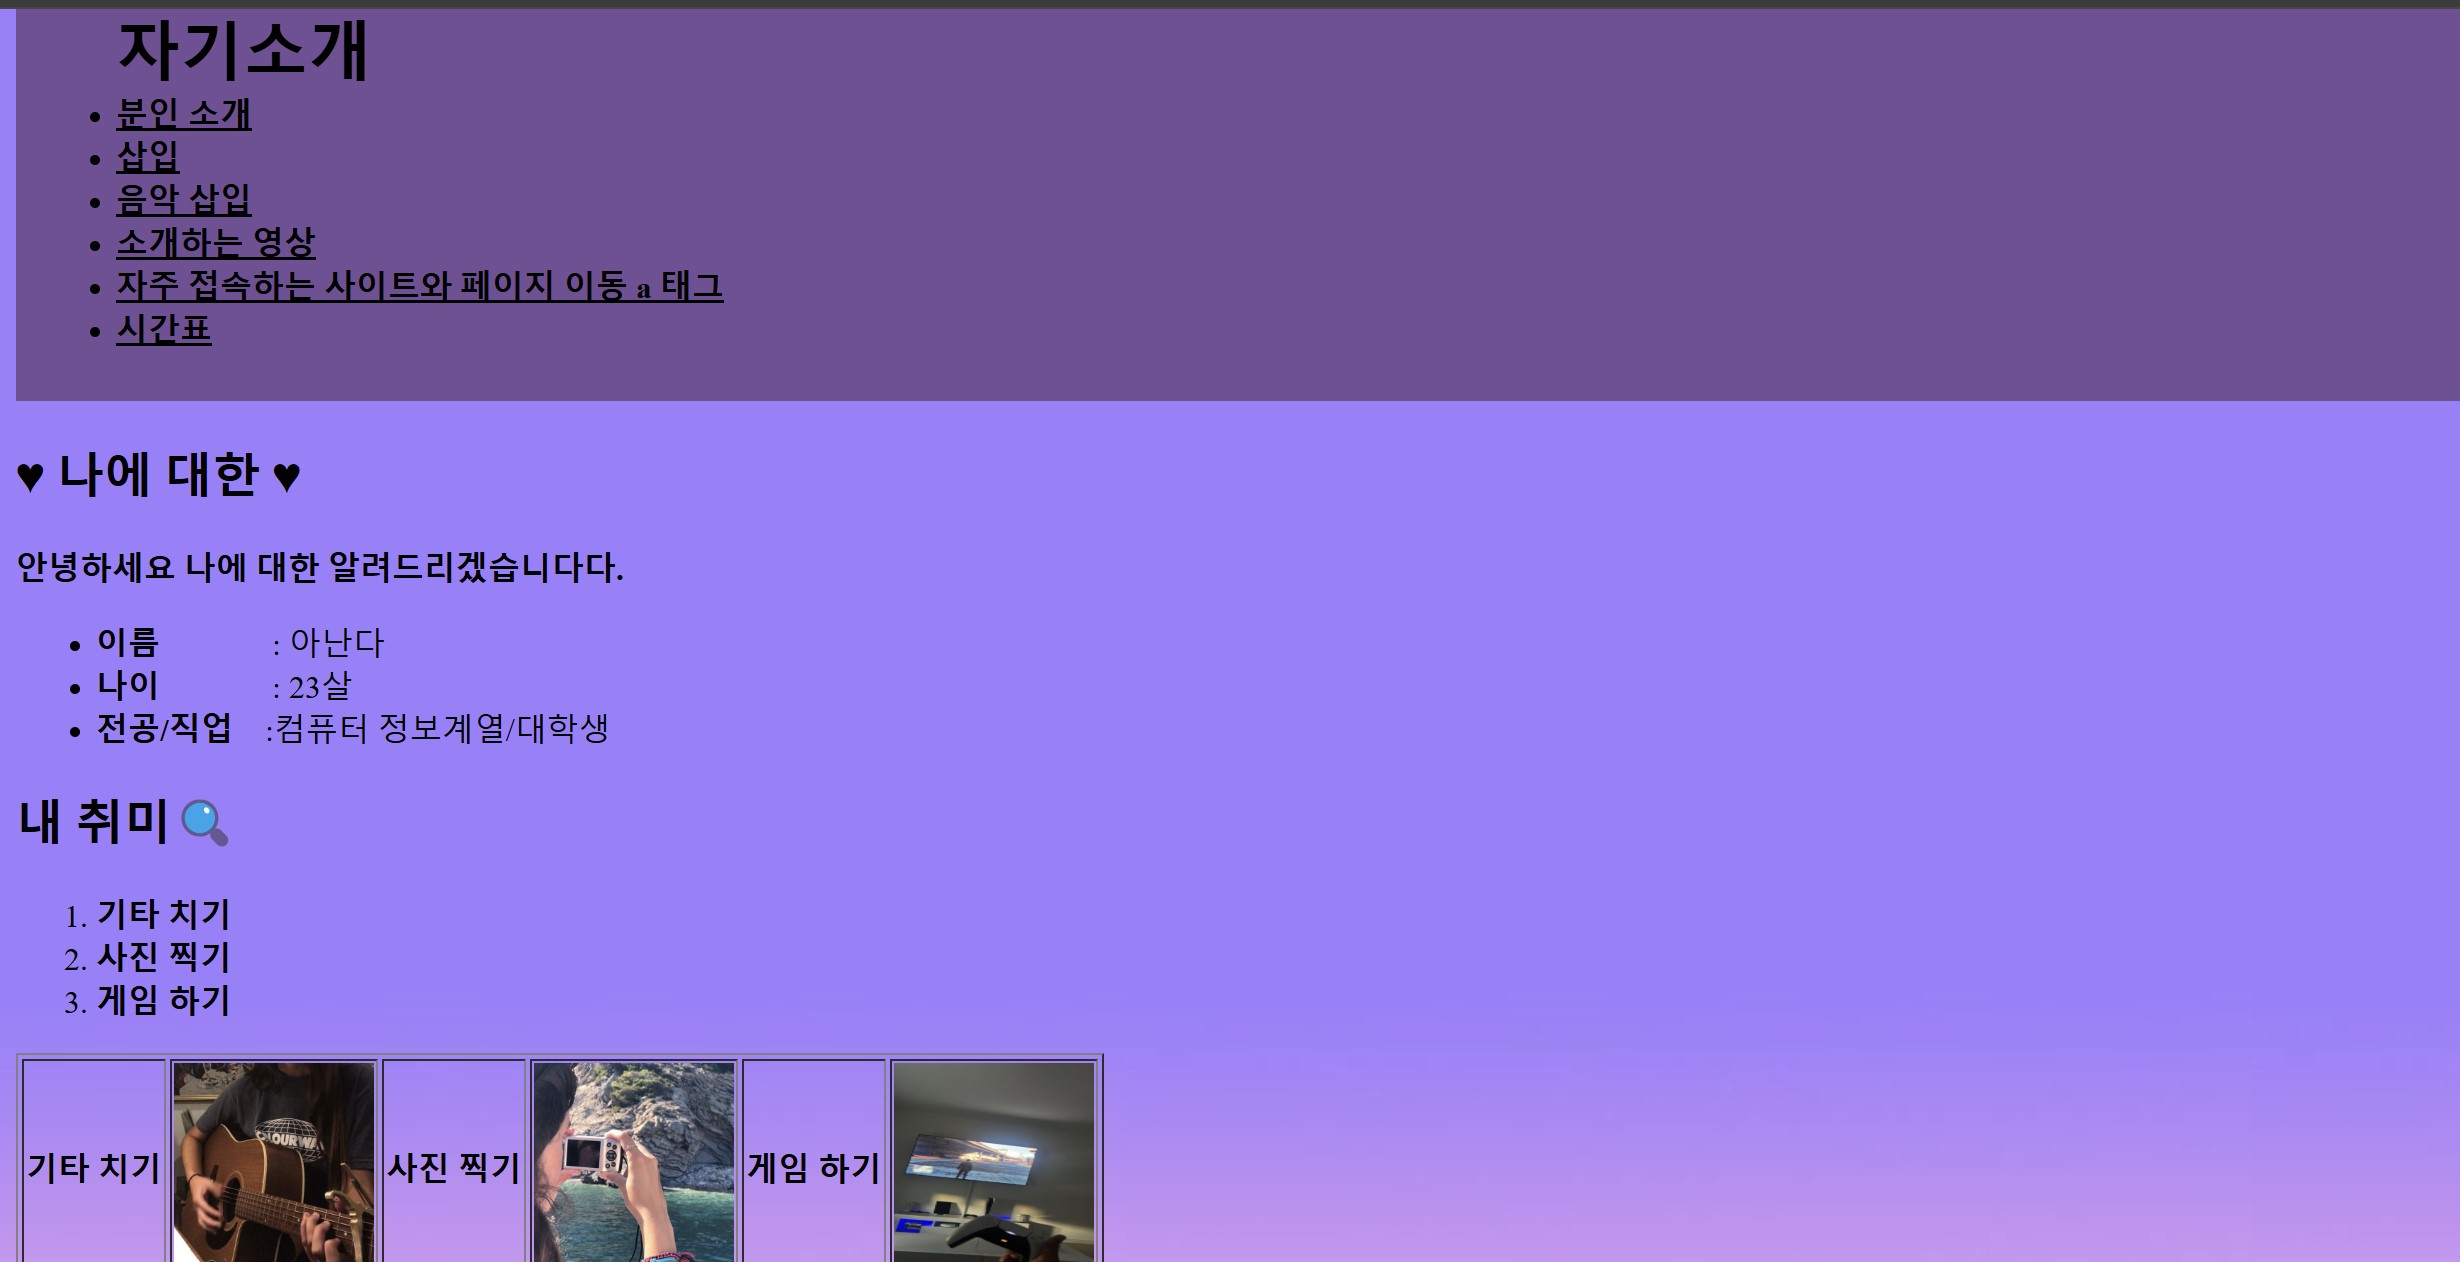 자기소개
• 분인 소개
• 삽입
• 음악 삽입
• 소개하는 영상
• 자주 접속하는 사이트와 페이지 이동 a 태그
• 시간표
♥ 나에 대한 ♥
안녕하세요 나에 대한 알려드리겠습니다다.
• 이름 : 아난다
• 나이 : 23살
• 전공/직업 :컴퓨터 정보계열/대학생
내 취미🔍
1. 기타 치기
2. 사진 찍기
3. 게임 하기
기타 치기 사진 찍기 게임 하기